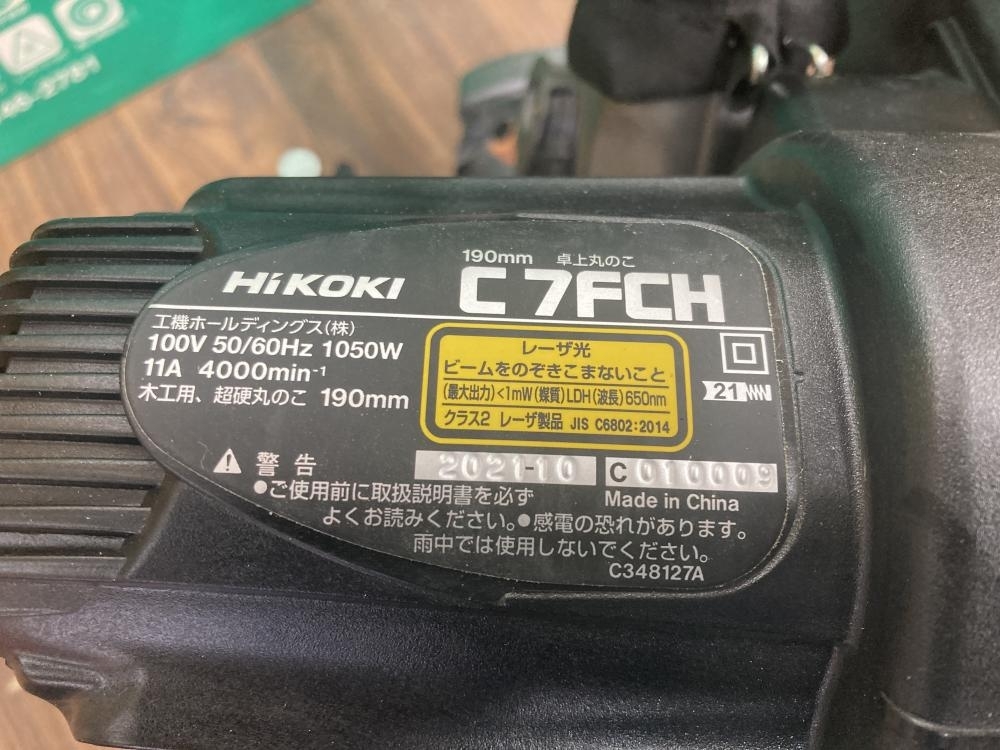 190mm 卓上丸のこ
HiKOKI C 7FCH
工機ホールディングス(株)
100V 50/60Hz 1050W
11A 4000min⁻¹
木工用、超硬丸のこ 190mm
レーザ光
ビームをのぞきこまないこと
(最大出力)<1mW(媒質)LDH(波長)650nm
クラス2 レーザ製品 JIS C6802:2014
21
警告
2021-10 C 010009
Made in China
●ご使用前に取扱説明書を必ず
よくお読みください。●感電の恐れがあります。
雨中では使用しないでください。
C348127A